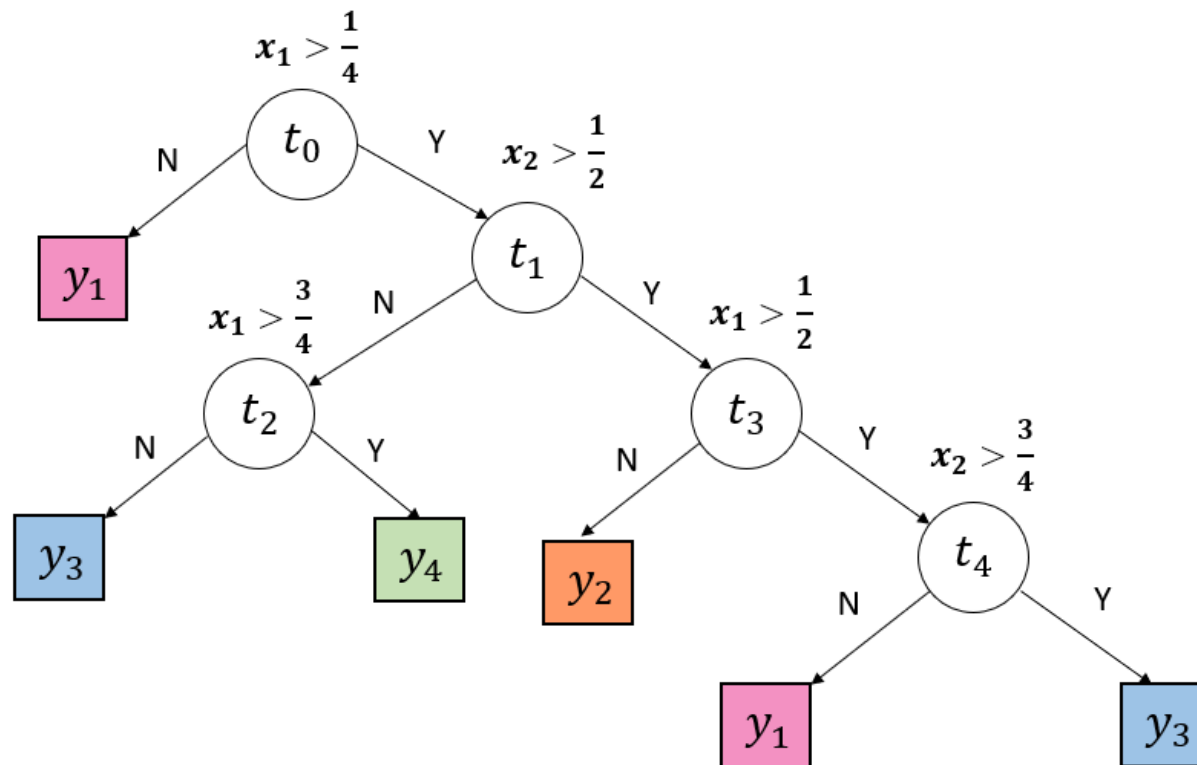 x₁ > 1/4
t₀
N
Y
x₂ > 1/2
y₁
t₁
N
Y
x₁ > 3/4
x₁ > 1/2
t₂
t₃
N
Y
N
Y
x₂ > 3/4
y₃
y₄
y₂
t₄
N
Y
y₁
y₃